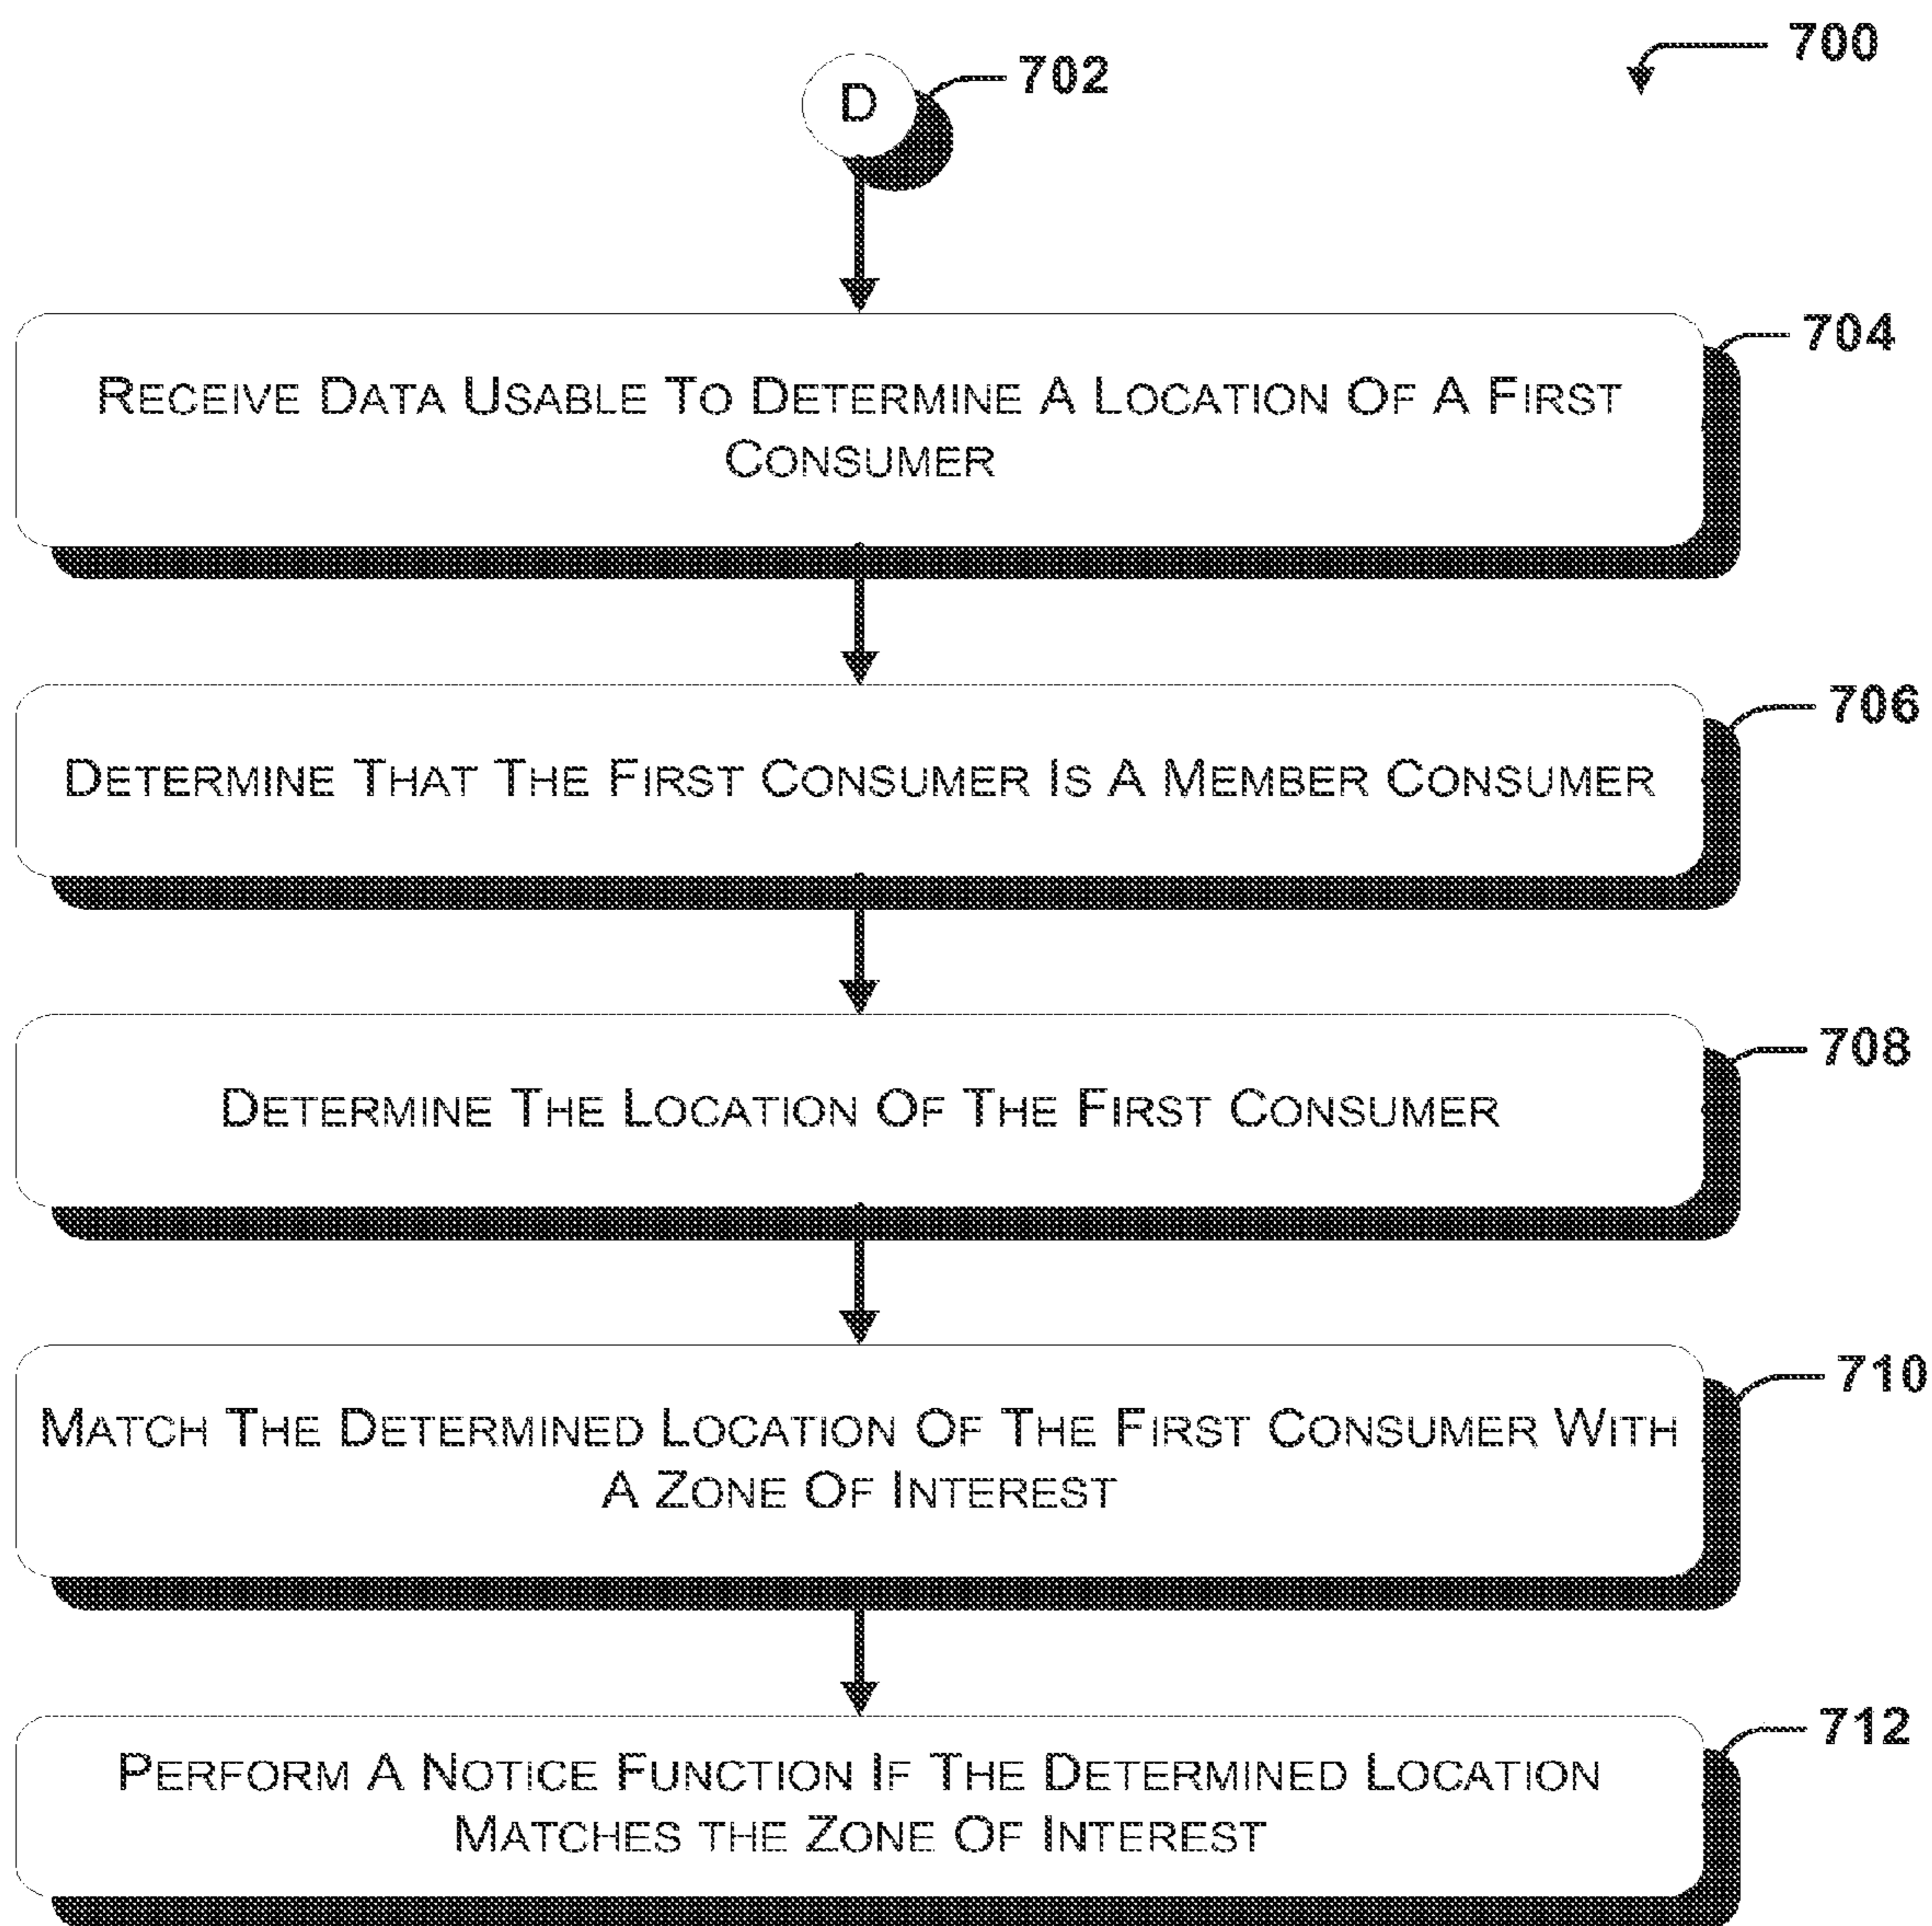 700
D
702
704
RECEIVE DATA USABLE TO DETERMINE A LOCATION OF A FIRST
CONSUMER
706
DETERMINE THAT THE FIRST CONSUMER IS A MEMBER CONSUMER
708
DETERMINE THE LOCATION OF THE FIRST CONSUMER
710
MATCH THE DETERMINED LOCATION OF THE FIRST CONSUMER WITH
A ZONE OF INTEREST
712
PERFORM A NOTICE FUNCTION IF THE DETERMINED LOCATION
MATCHES THE ZONE OF INTEREST